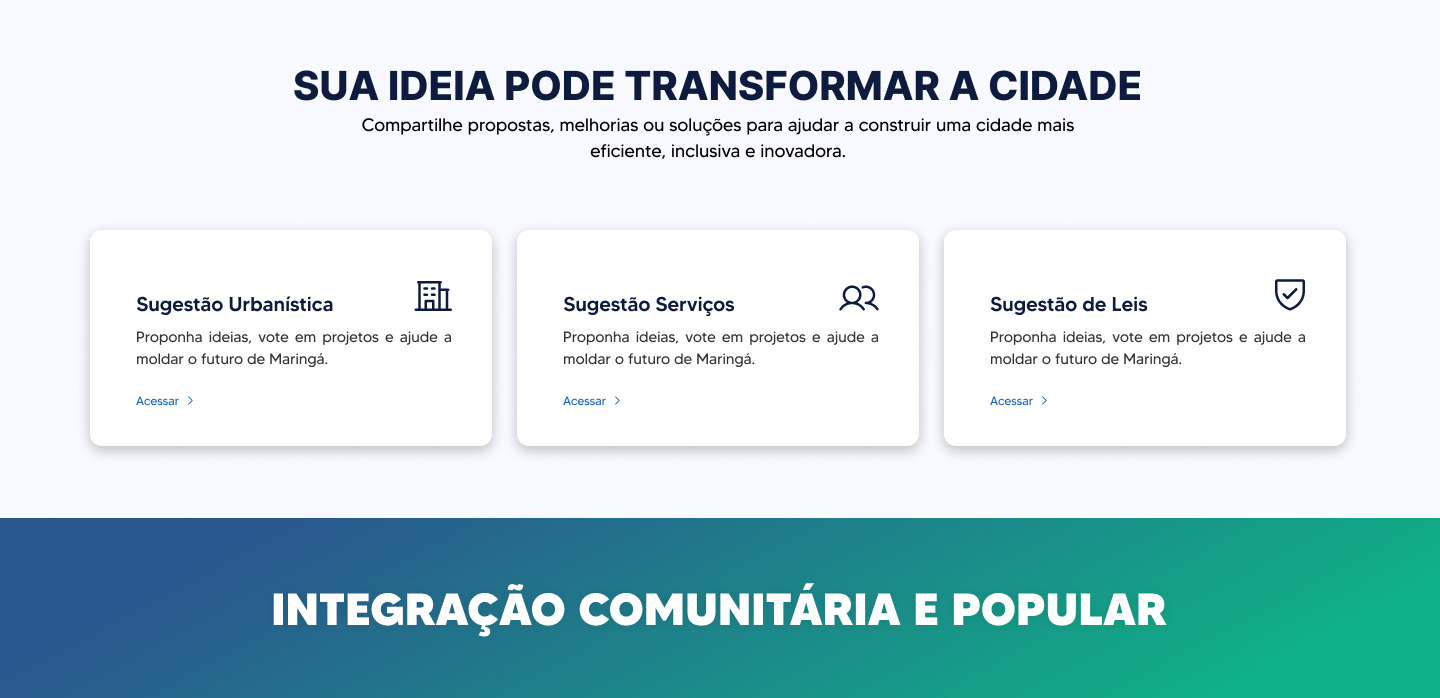 SUA IDEIA PODE TRANSFORMAR A CIDADE
Compartilhe propostas, melhorias ou soluções para ajudar a construir uma cidade mais
eficiente, inclusiva e inovadora.
Sugestão Urbanística
Proponha ideias, vote em projetos e ajude a
moldar o futuro de Maringá.
Acessar
Sugestão Serviços
Proponha ideias, vote em projetos e ajude a
moldar o futuro de Maringá.
Acessar
Sugestão de Leis
Proponha ideias, vote em projetos e ajude a
moldar o futuro de Maringá.
Acessar
INTEGRAÇÃO COMUNITÁRIA E POPULAR